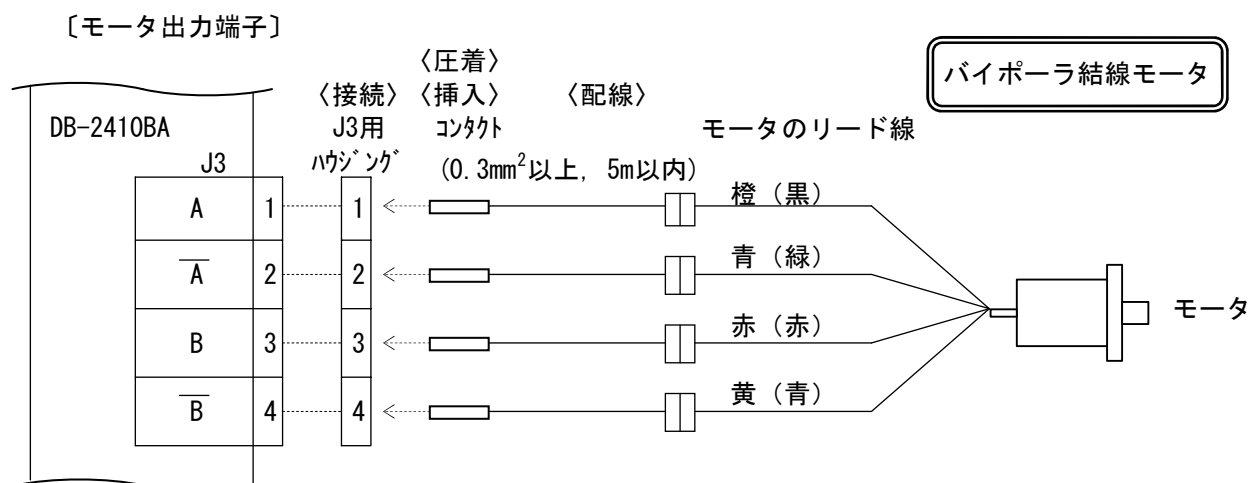 〔モータ出力端子〕
バイポーラ結線モータ
〈圧着〉
〈接続〉〈挿入〉 〈配線〉
DB-2410BA J3用 ｺﾝﾀｸﾄ モータのリード線
J3 ﾊｳｼﾞﾝｸﾞ (0.3mm²以上, 5m以内)
A 1 1 橙（黒）
A̅ 2 2 青（緑）
モータ
B 3 3 赤（赤）
B̅ 4 4 黄（青）